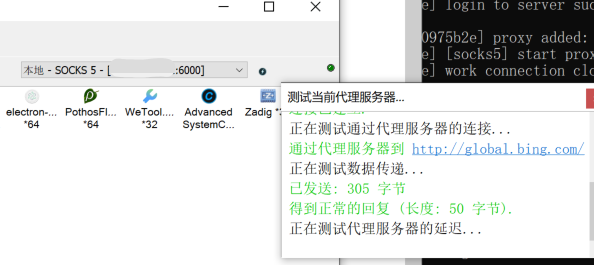 e] login to server suc
0975b2e] proxy added:
e] [socks5] start prox
e] work connection clo
本地 - SOCKS 5 - [
.:6000]
electron-... *64
PothosFl... *64
WeTool.... *32
Advanced SystemC...
Zadig *
测试当前代理服务器...
正在测试通过代理服务器的连接...
通过代理服务器到 http://global.bing.com/
正在测试数据传递...
已发送: 305 字节
得到正常的回复 (长度: 50 字节).
正在测试代理服务器的延迟...